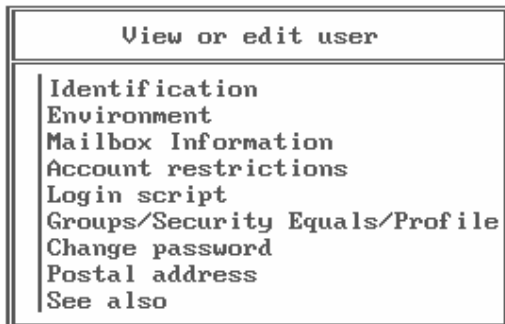 View or edit user
Identification
Environment
Mailbox Information
Account restrictions
Login script
Groups/Security Equals/Profile
Change password
Postal address
See also